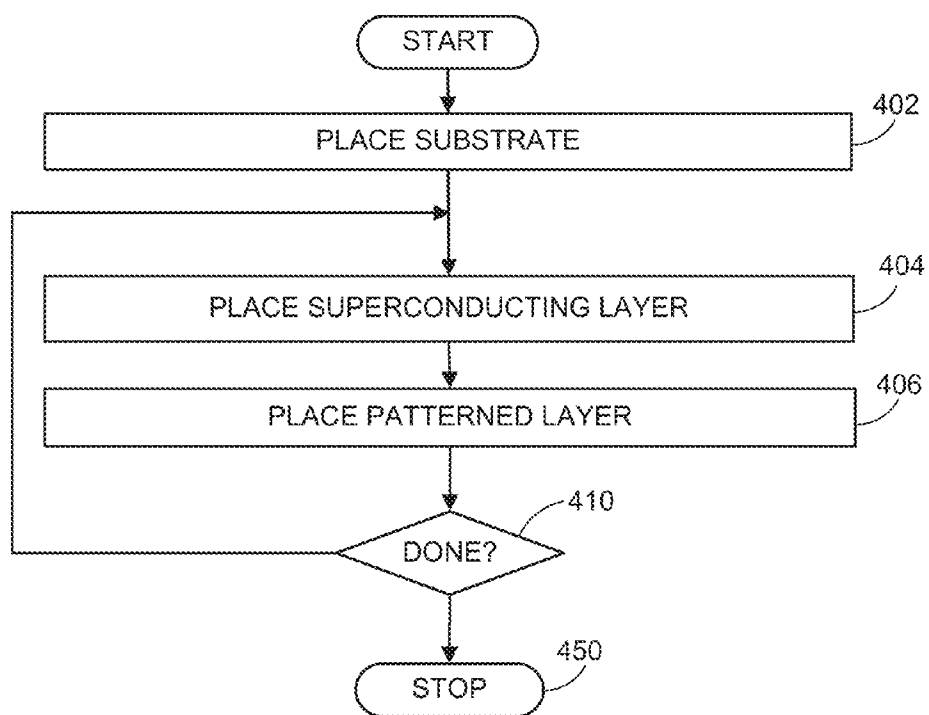 START
402
PLACE SUBSTRATE
404
PLACE SUPERCONDUCTING LAYER
406
PLACE PATTERNED LAYER
410
DONE?
450
STOP